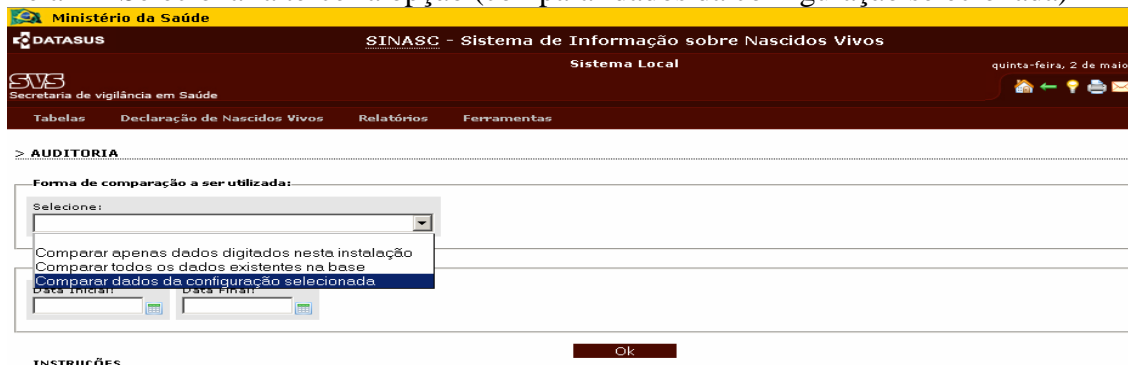 Ministério da Saúde
DATASUS
SINASC - Sistema de Informação sobre Nascidos Vivos
Sistema Local
quinta-feira, 2 de maio
SVS
Secretaria de vigilância em Saúde
Tabelas Declaração de Nascidos Vivos Relatórios Ferramentas
> AUDITORIA
Forma de comparação a ser utilizada:
Selecione:
Comparar apenas dados digitados nesta instalação
Comparar todos os dados existentes na base
Comparar dados da configuração selecionada
Data Inicial: Data Final:
Ok
INSTRUÇÕES